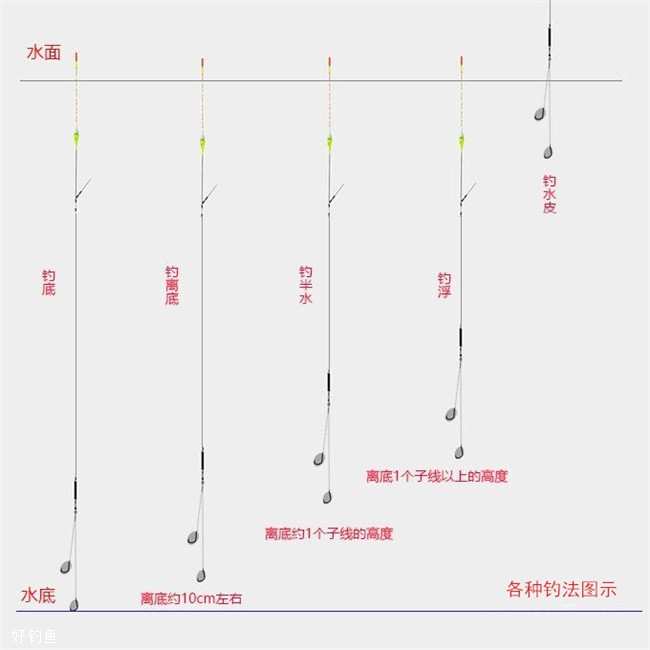 水面
钓水皮
钓底
钓离底
钓半水
钓浮
离底1个子线以上的高度
离底约1个子线的高度
水底
离底约10cm左右
各种钓法图示
好钓鱼